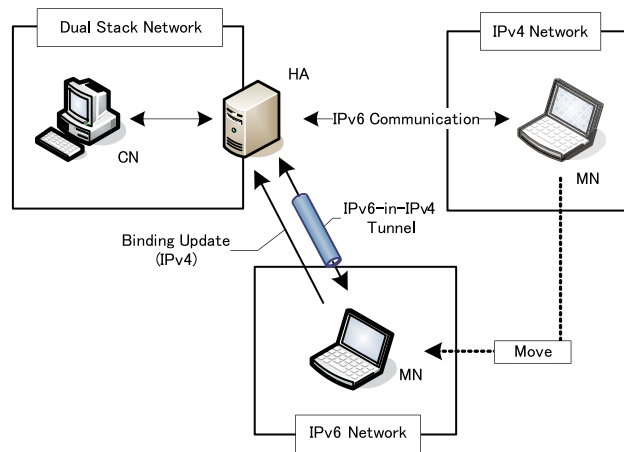 Dual Stack Network
IPv4 Network
HA
IPv6 Communication
CN
MN
IPv6-in-IPv4
Tunnel
Binding Update
(IPv4)
Move
MN
IPv6 Network